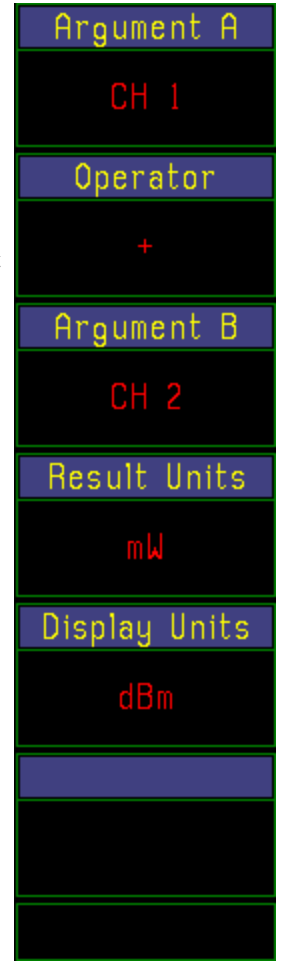 Argument A
CH 1
Operator
+
Argument B
CH 2
Result Units
mW
Display Units
dBm